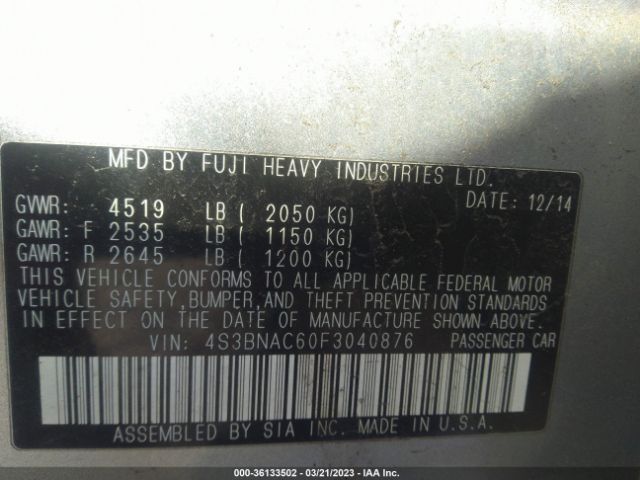 MFD BY FUJI HEAVY INDUSTRIES LTD.
DATE: 12/14
GVWR: 4519 LB ( 2050 KG)
GAWR: F 2535 LB ( 1150 KG)
GAWR: R 2645 LB ( 1200 KG)
THIS VEHICLE CONFORMS TO ALL APPLICABLE FEDERAL MOTOR
VEHICLE SAFETY,BUMPER,AND THEFT PREVENTION STANDARDS
IN EFFECT ON THE DATE OF MANUFACTURE SHOWN ABOVE.
VIN: 4S3BNAC60F3040876 PASSENGER CAR
ASSEMBLED BY SIA INC. MADE IN U.S.A.
000-36133502 - 03/21/2023 - IAA Inc.